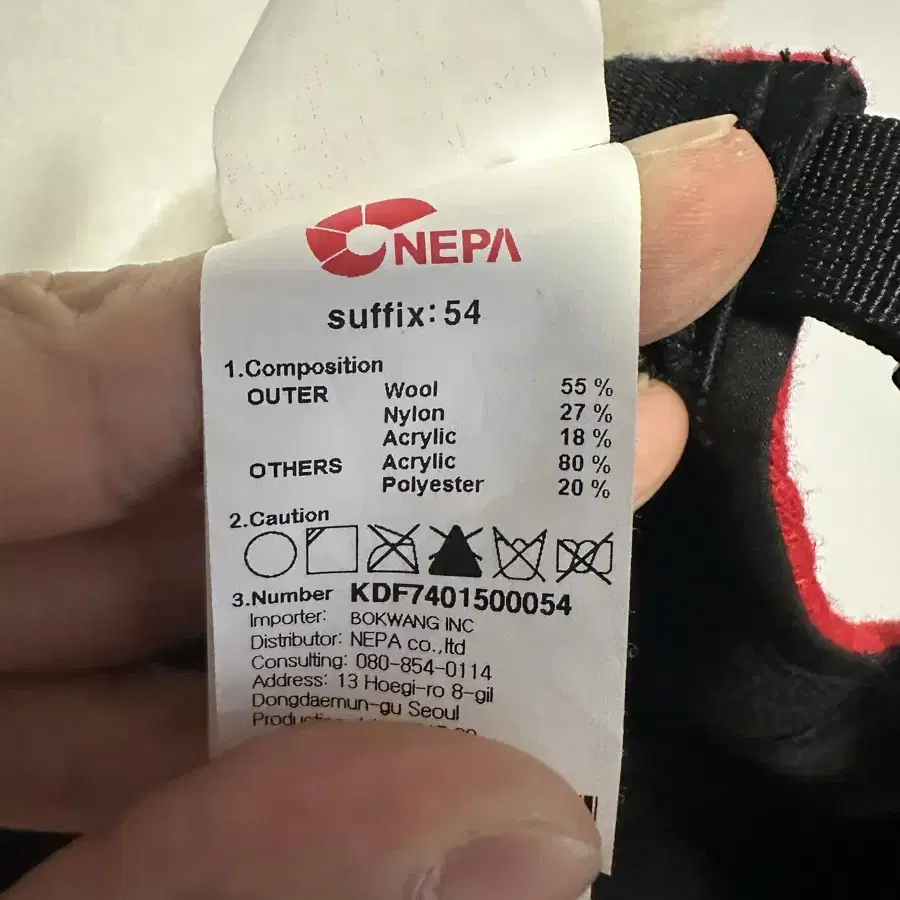 NEPA
suffix: 54
1.Composition
OUTER Wool 55 %
Nylon 27 %
Acrylic 18 %
OTHERS Acrylic 80 %
Polyester 20 %
2.Caution
3.Number KDF7401500054
Importer: BOKWANG INC
Distributor: NEPA co.,ltd
Consulting: 080-854-0114
Address: 13 Hoegi-ro 8-gil
Dongdaemun-gu Seoul